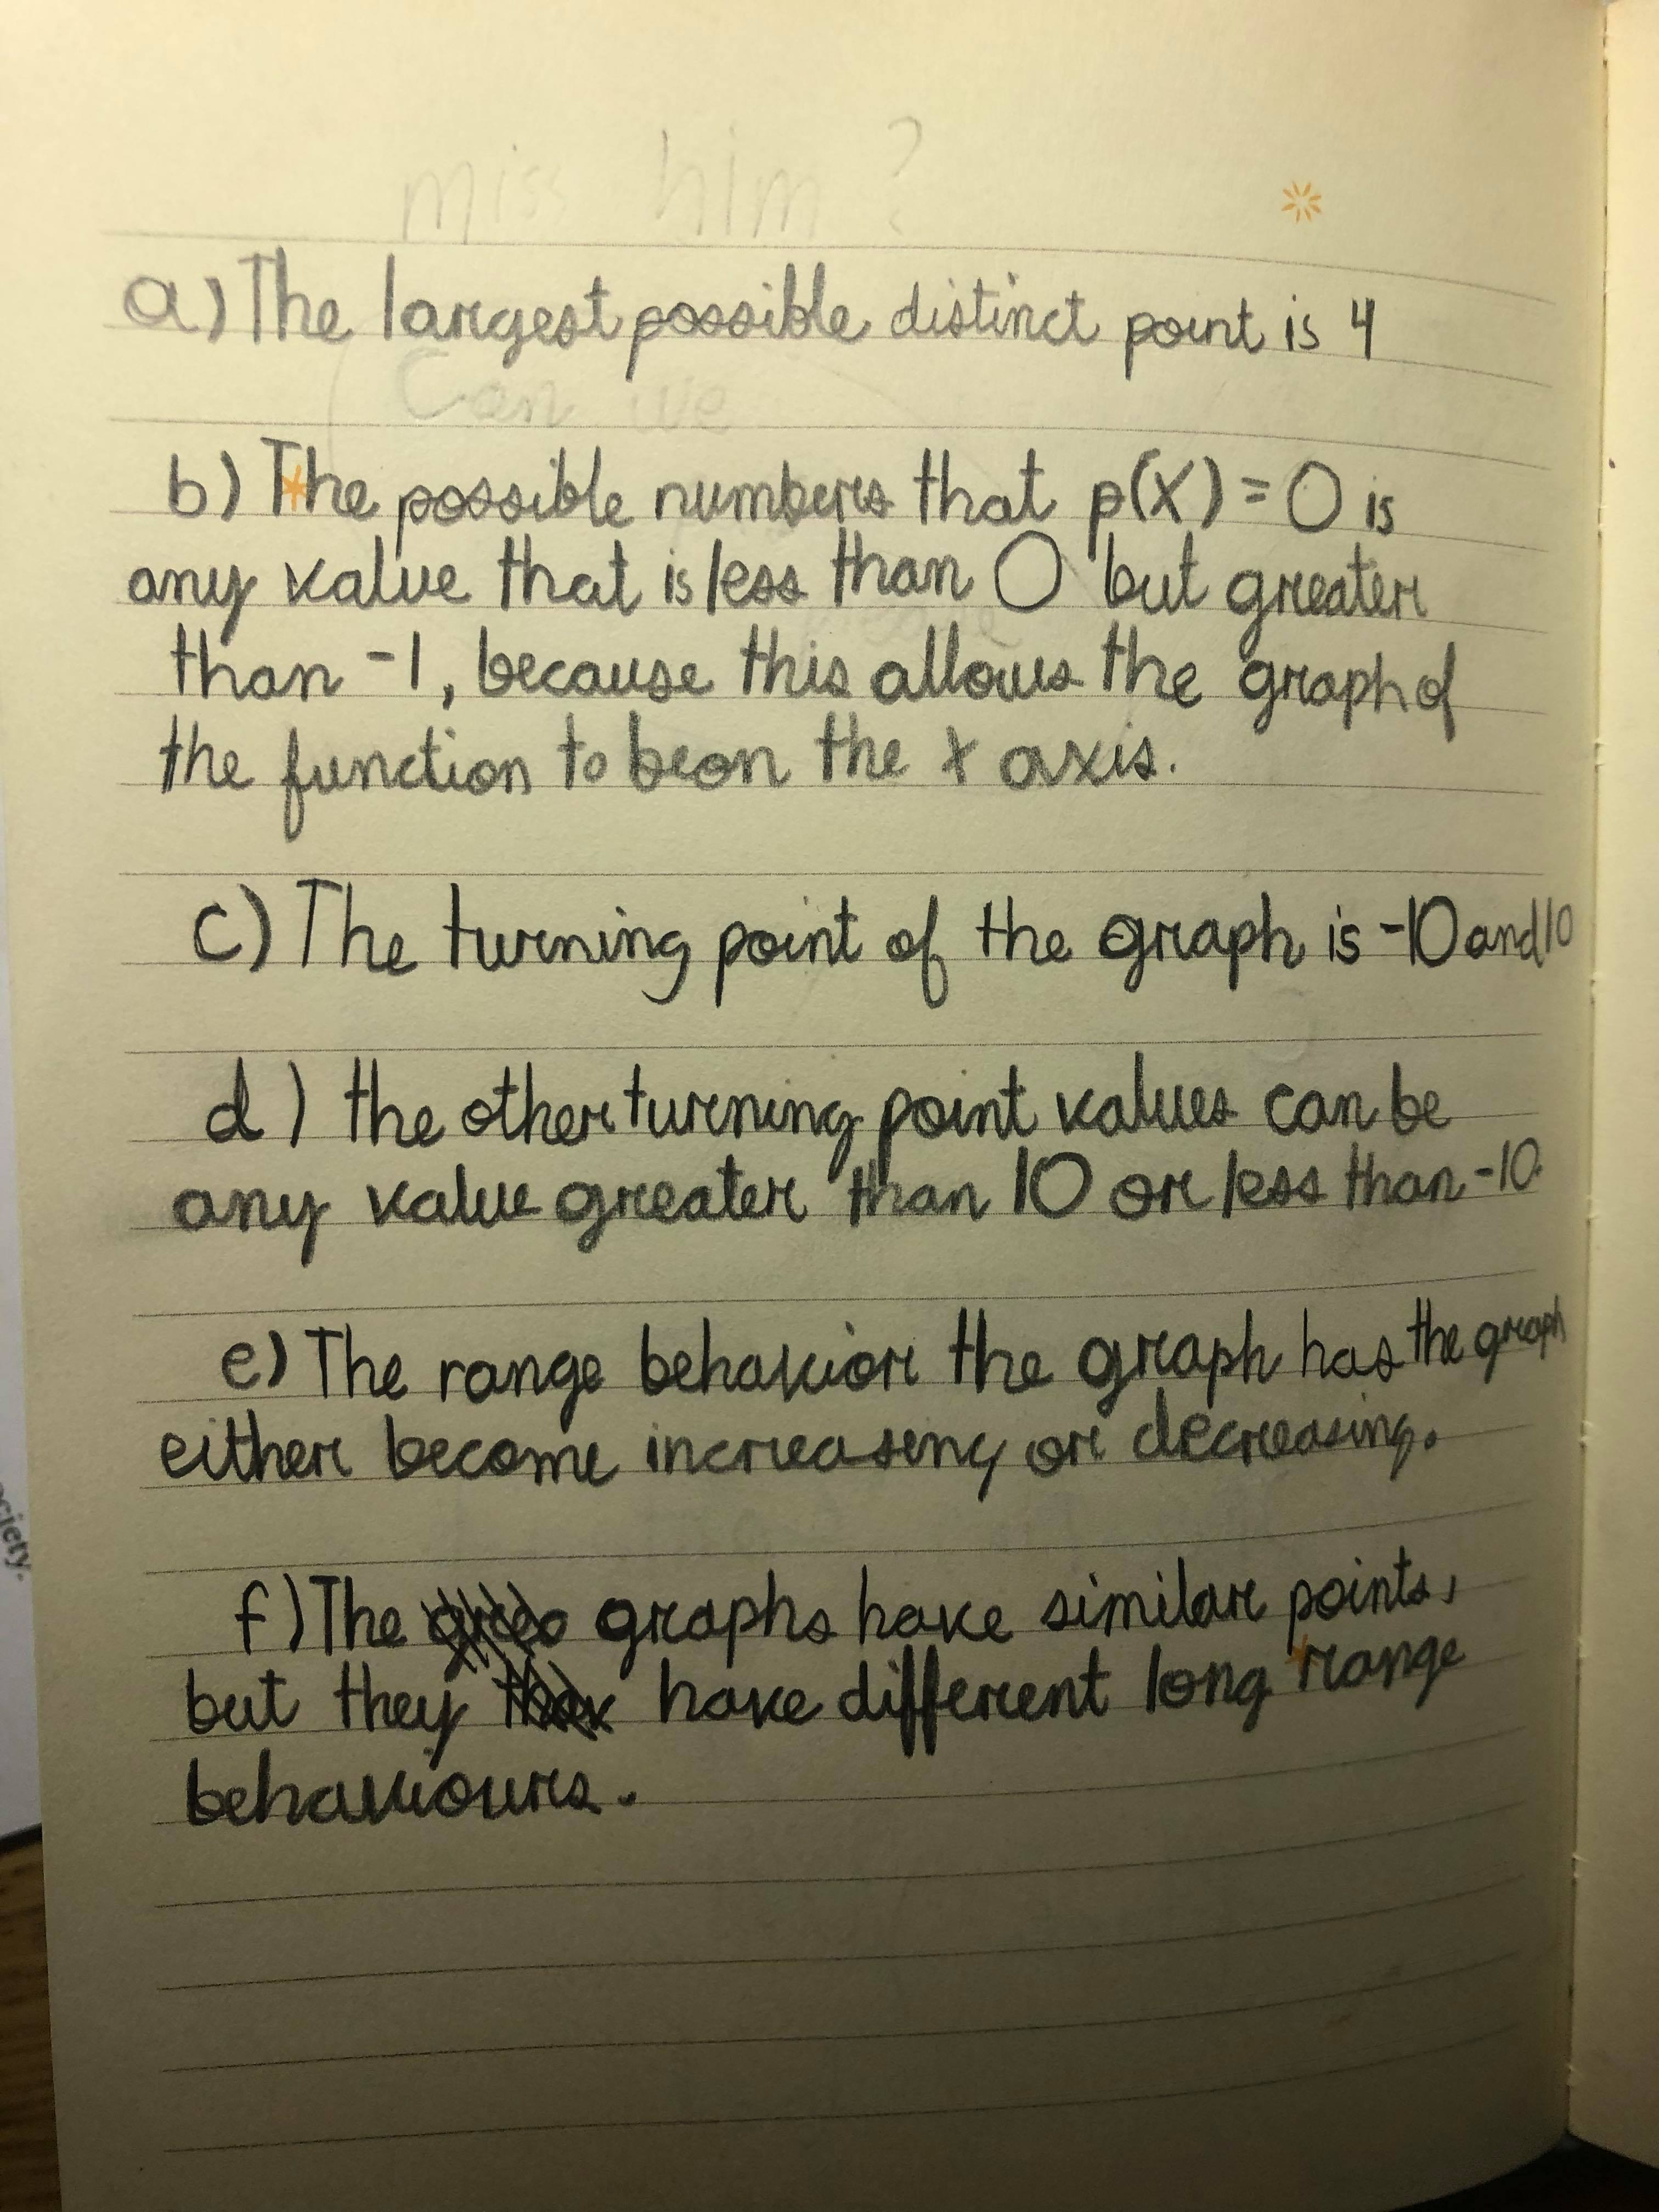 miss him ?
a) The largest possible distinct point is 4
Can we
b) The possible numbers that p(x) = 0 is
any value that is less than 0 but greater
than -1, because this allows the graph of
the function to be on the x axis.
c) The turning point of the graph is -10 and 10
d) the other turning point values can be
any value greater than 10 or less than -10.
e) The range behavior the graph has the graph
either become increaseing or decreasing.
f) The graphs have similar points,
but they have different long range
behaviours.
ciety.